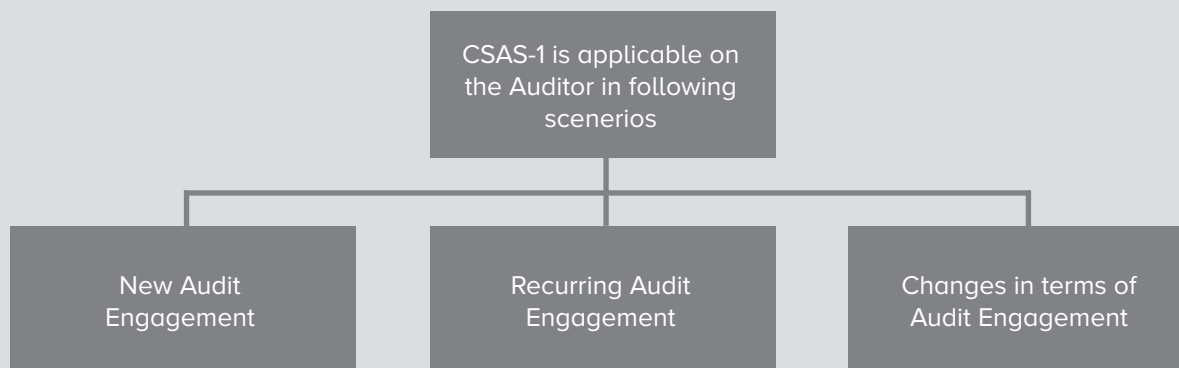 CSAS-1 is applicable on
the Auditor in following
scenerios
New Audit
Engagement
Recurring Audit
Engagement
Changes in terms of
Audit Engagement